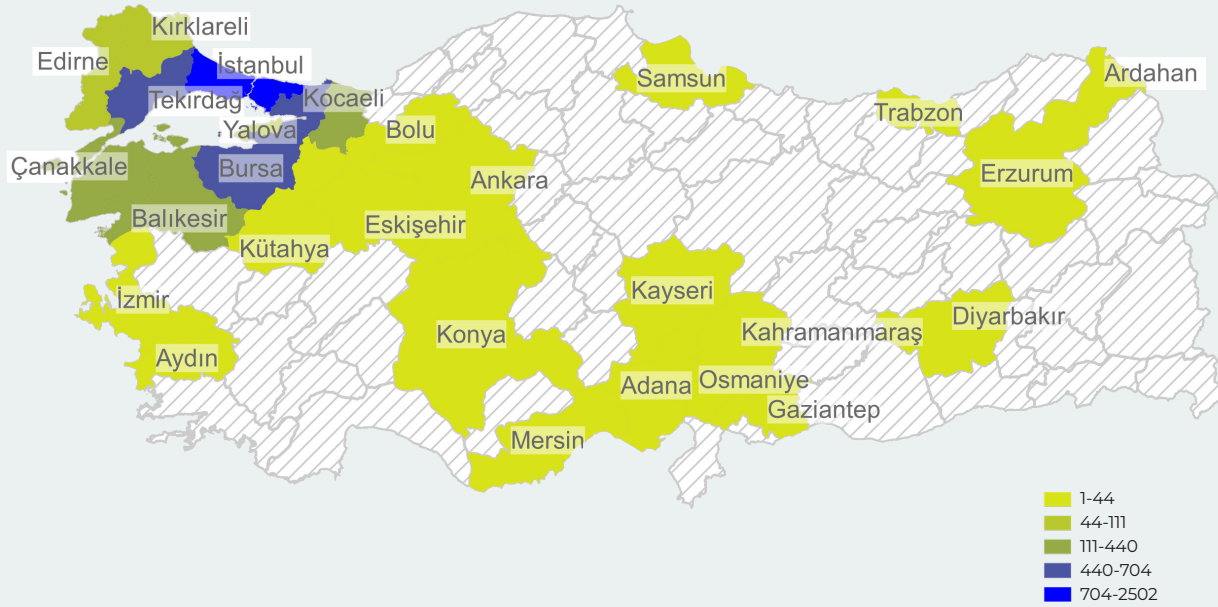 Kırklareli
Edirne
İstanbul
Samsun
Ardahan
Tekirdağ
Kocaeli
Trabzon
Yalova
Bolu
Çanakkale
Bursa
Ankara
Erzurum
Balıkesir
Eskişehir
Kütahya
İzmir
Kayseri
Diyarbakır
Konya
Kahramanmaraş
Aydın
Adana
Osmaniye
Gaziantep
Mersin
1-44
44-111
111-440
440-704
704-2502